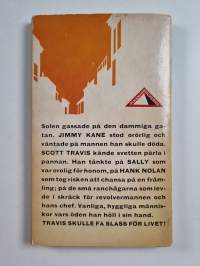 Solen gassade på den dammiga ga-
tan. JIMMY KANE stod orörlig och
väntade på mannen han skulle döda.
SCOTT TRAVIS kände svetten pärla i
pannan. Han tänkte på SALLY som
var orolig för honom, på HANK NOLAN
som tog risken att chansa på en främ-
ling; på de små ranchägarna som lev-
de i skräck för revolvermannen och
hans chef. Vanliga, hyggliga männis-
kor vars öden han höll i sin hand.
TRAVIS SKULLE FÅ SLÅSS FÖR LIVET!